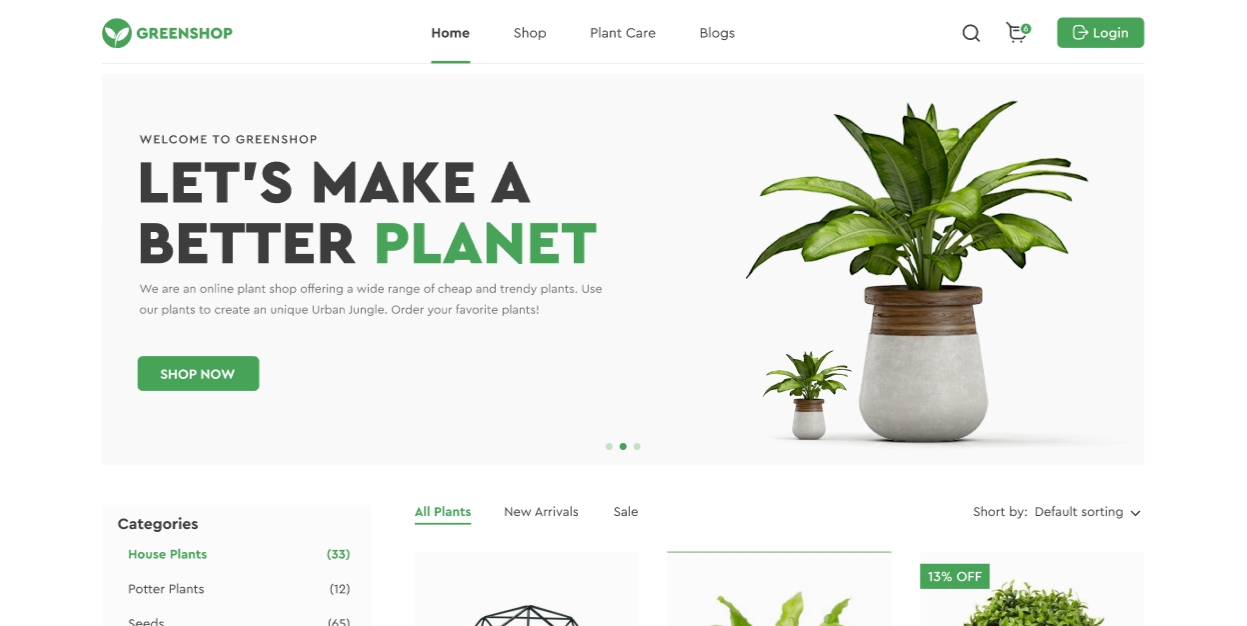 GREENSHOP
Home
Shop
Plant Care
Blogs
6
Login
WELCOME TO GREENSHOP
LET'S MAKE A
BETTER PLANET
We are an online plant shop offering a wide range of cheap and trendy plants. Use
our plants to create an unique Urban Jungle. Order your favorite plants!
SHOP NOW
Categories
House Plants (33)
Potter Plants (12)
Seeds (65)
All Plants
New Arrivals
Sale
Short by: Default sorting
13% OFF